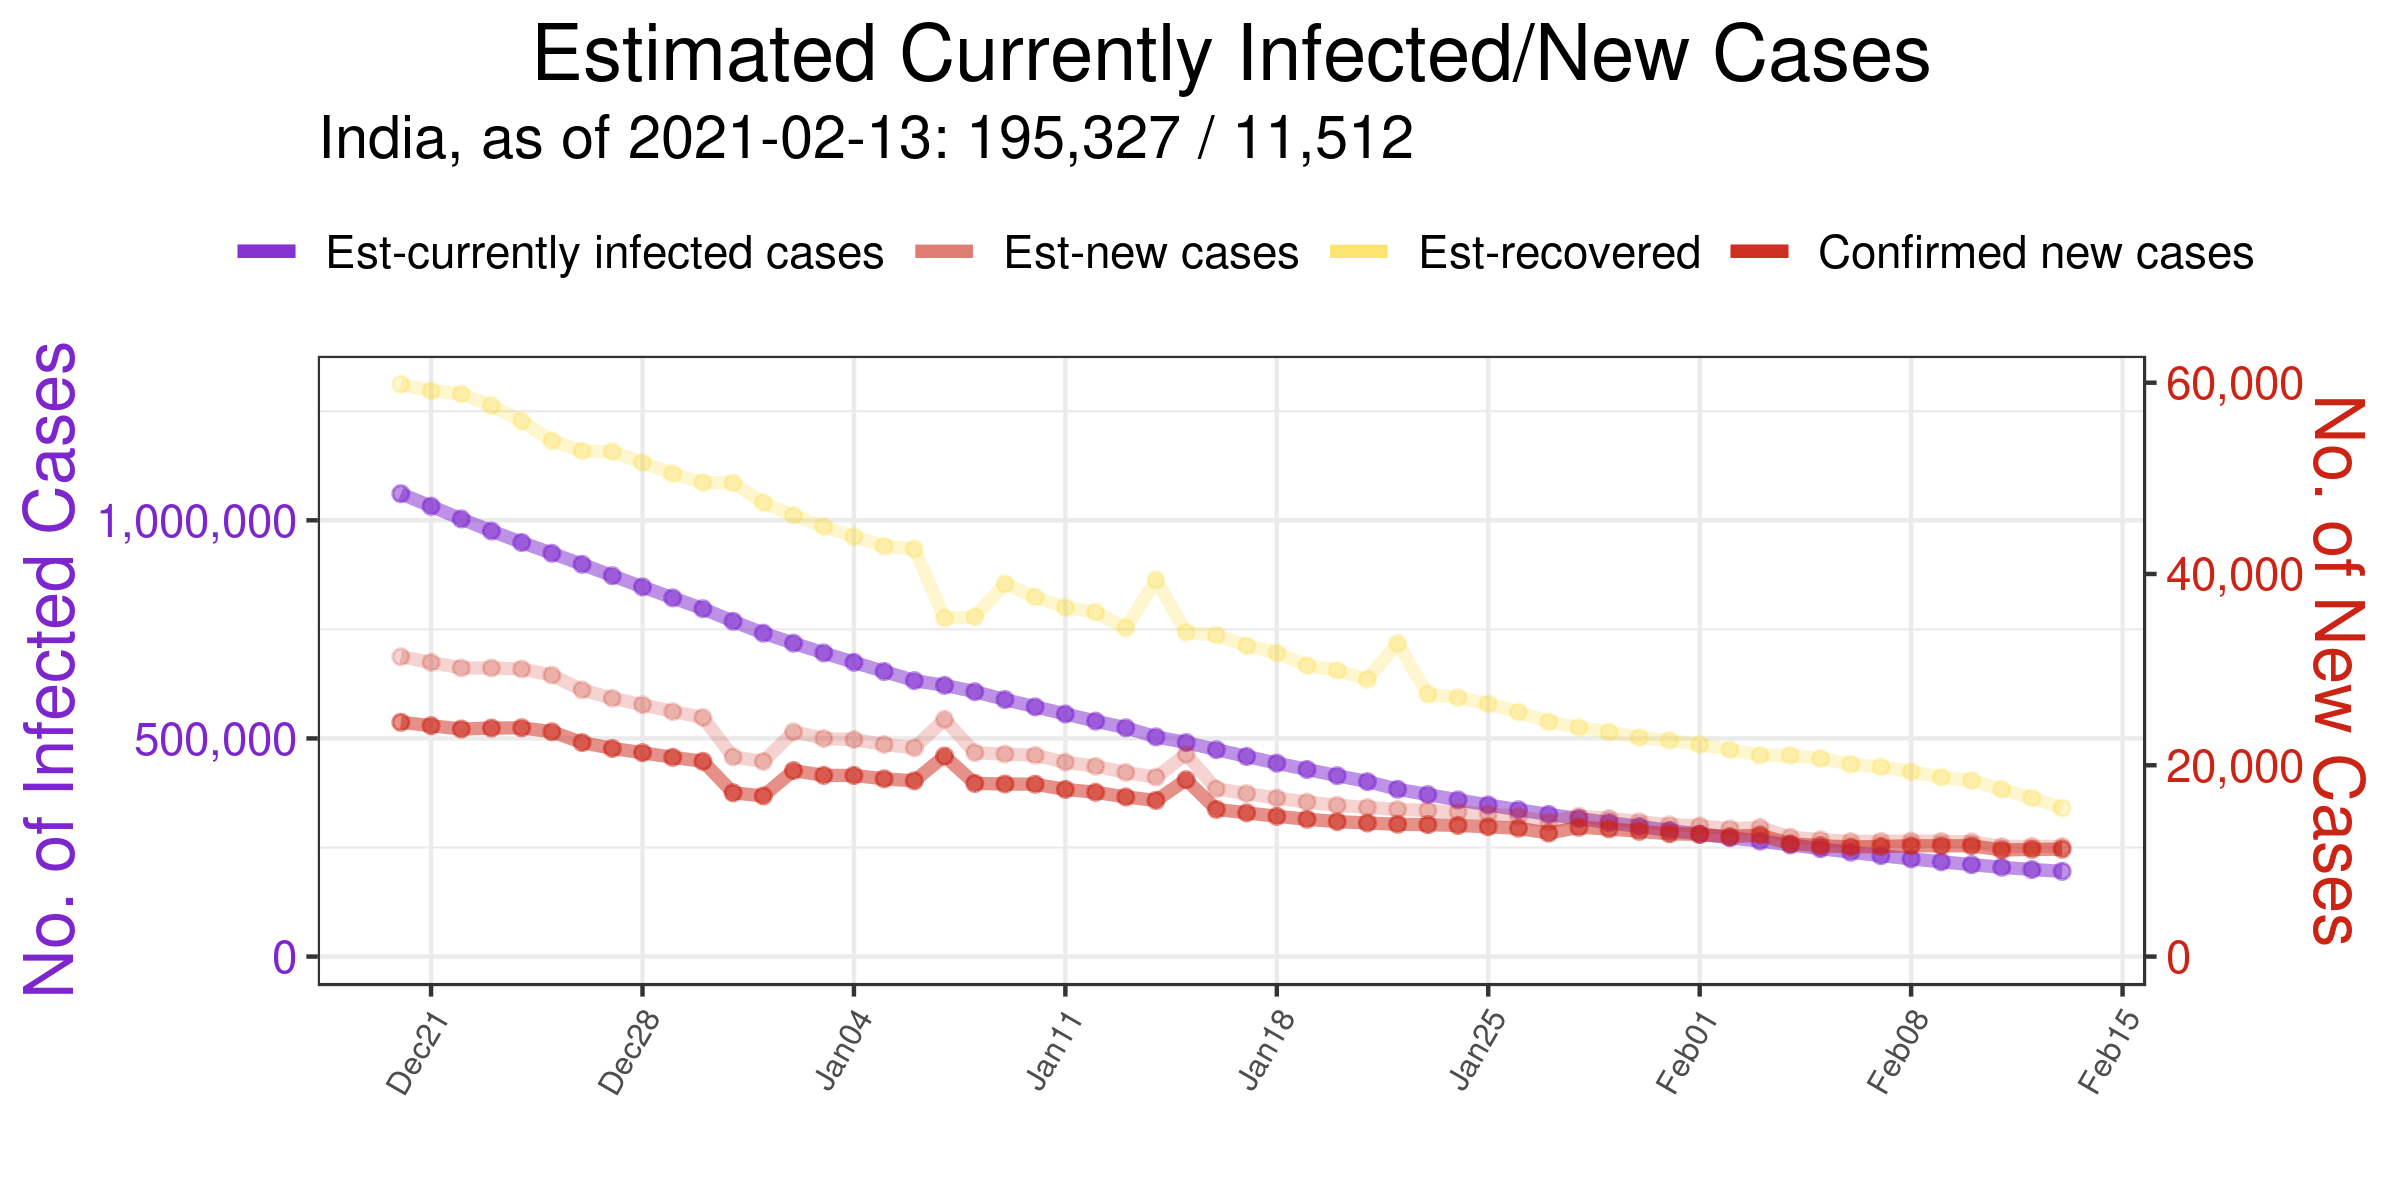 Estimated Currently Infected/New Cases
India, as of 2021-02-13: 195,327 / 11,512
Est-currently infected cases Est-new cases Est-recovered Confirmed new cases
No. of Infected Cases
1,000,000
500,000
0
60,000
40,000
20,000
0
No. of New Cases
Dec21 Dec28 Jan04 Jan11 Jan18 Jan25 Feb01 Feb08 Feb15